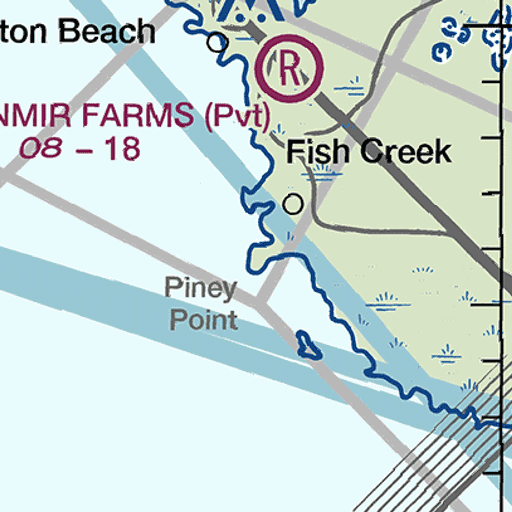 ton Beach
R
NMIR FARMS (Pvt)
08 – 18
Fish Creek
Piney
Point